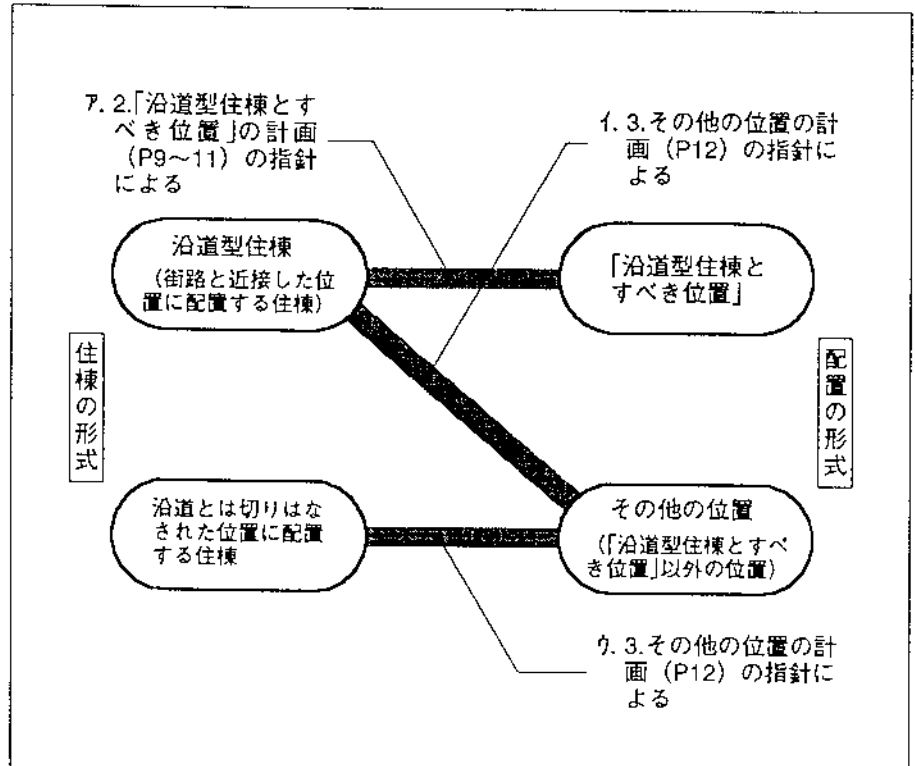 ア. 2.「沿道型住棟とす
べき位置」の計画
（P9〜11）の指針
による
イ. 3.その他の位置の計
画（P12）の指針に
よる
沿道型住棟
（街路と近接した位
置に配置する住棟）
「沿道型住棟と
すべき位置」
住棟の形式
配置の形式
沿道とは切りはな
された位置に配置
する住棟
その他の位置
（「沿道型住棟とすべ
き位置」以外の位置）
ウ. 3.その他の位置の計
画（P12）の指針に
よる